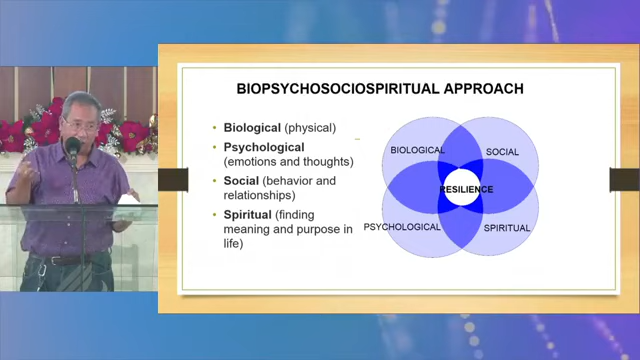 BIOPSYCHOSOCIOSPIRITUAL APPROACH
• Biological (physical)
• Psychological
(emotions and thoughts)
• Social (behavior and
relationships)
• Spiritual (finding
meaning and purpose in
life)
BIOLOGICAL
SOCIAL
RESILIENCE
PSYCHOLOGICAL
SPIRITUAL